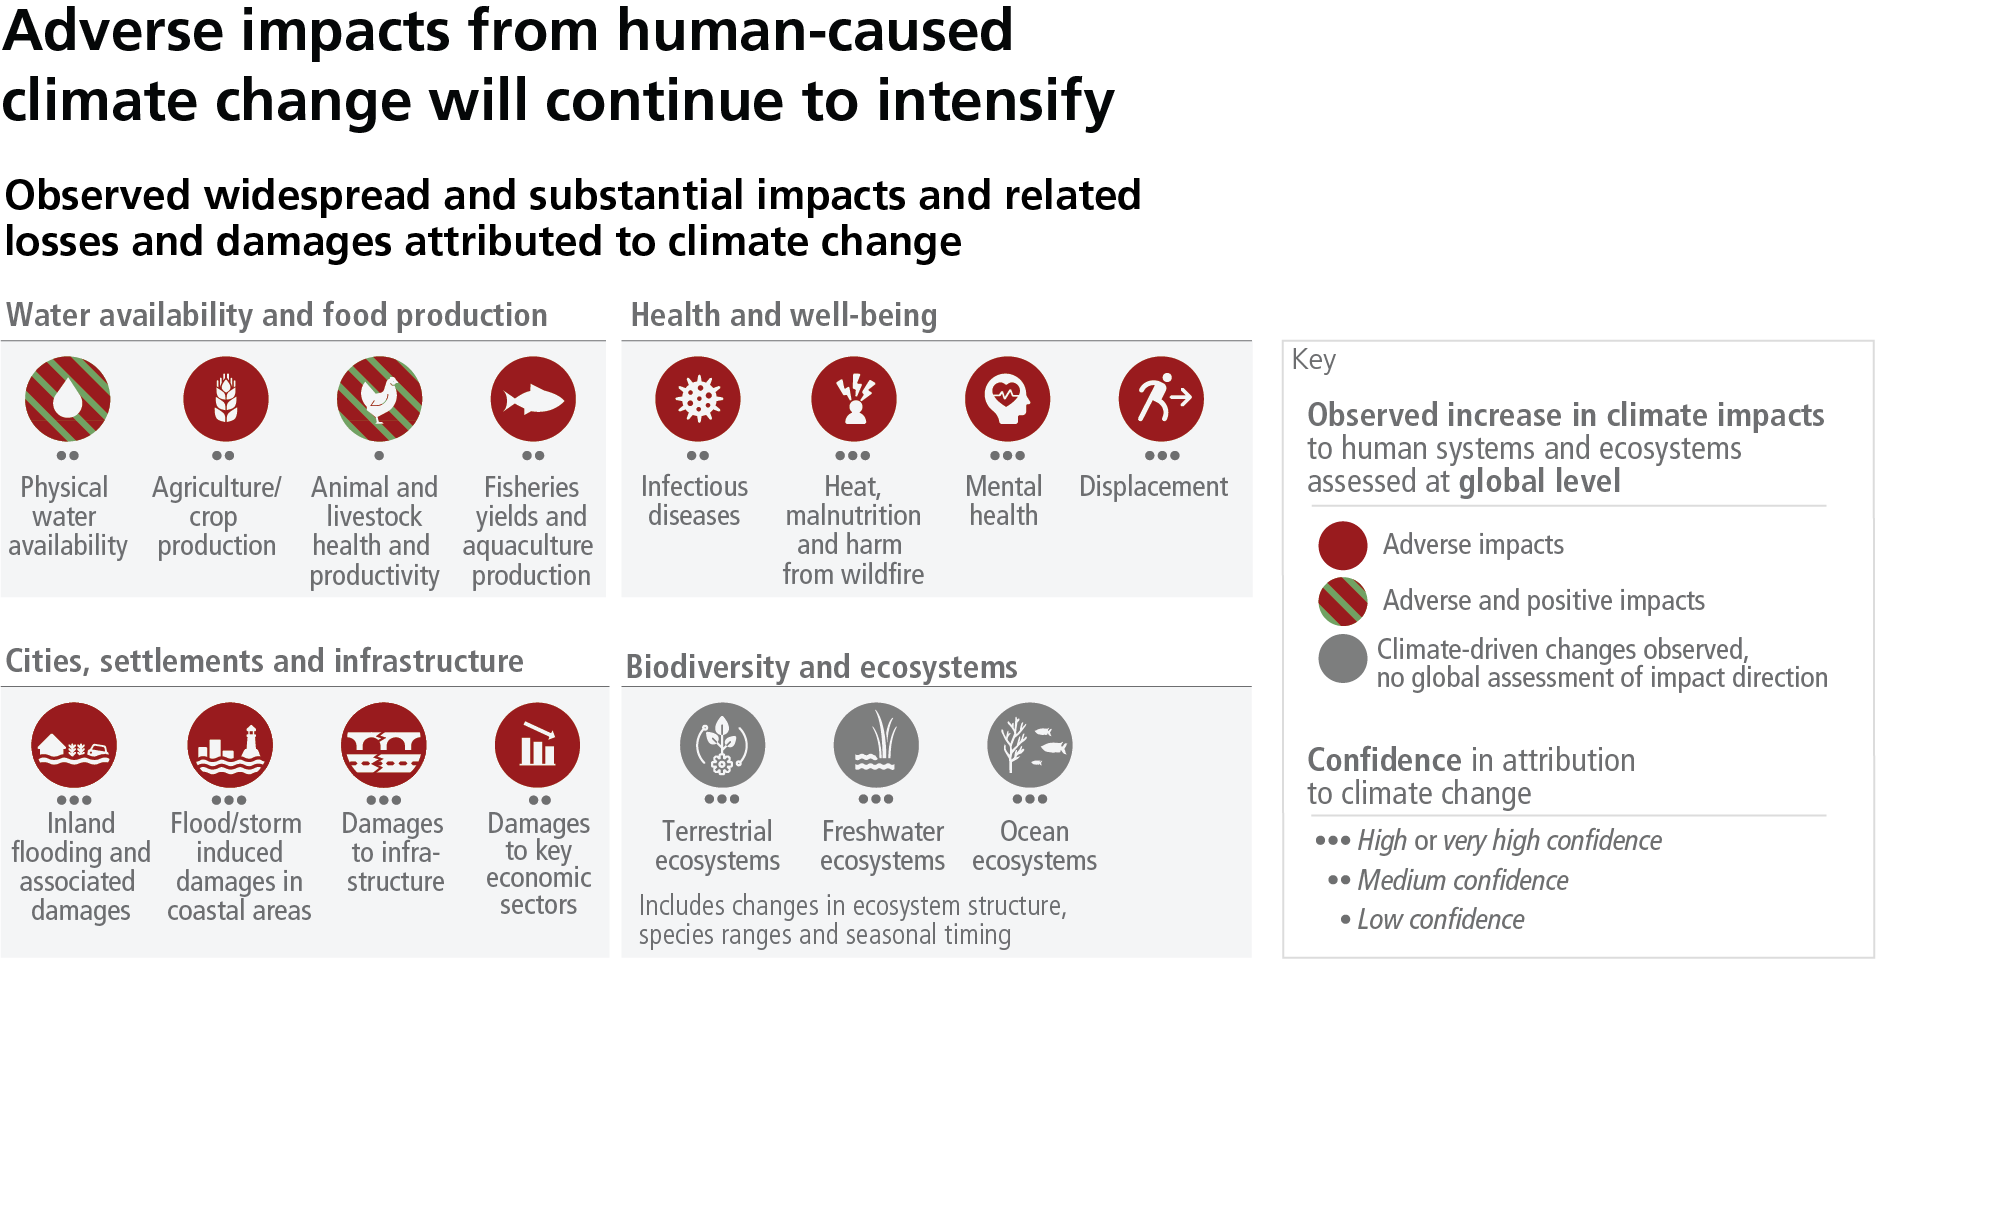 Adverse impacts from human-caused
climate change will continue to intensify
Observed widespread and substantial impacts and related
losses and damages attributed to climate change
Water availability and food production
Physical
water
availability
Agriculture/
crop
production
Animal and
livestock
health and
productivity
Fisheries
yields and
aquaculture
production
Health and well-being
Infectious
diseases
Heat,
malnutrition
and harm
from wildfire
Mental
health
Displacement
Cities, settlements and infrastructure
Inland
flooding and
associated
damages
Flood/storm
induced
damages in
coastal areas
Damages
to infra-
structure
Damages
to key
economic
sectors
Biodiversity and ecosystems
Terrestrial
ecosystems
Freshwater
ecosystems
Ocean
ecosystems
Includes changes in ecosystem structure,
species ranges and seasonal timing
Key
Observed increase in climate impacts
to human systems and ecosystems
assessed at global level
Adverse impacts
Adverse and positive impacts
Climate-driven changes observed,
no global assessment of impact direction
Confidence in attribution
to climate change
High or very high confidence
Medium confidence
Low confidence